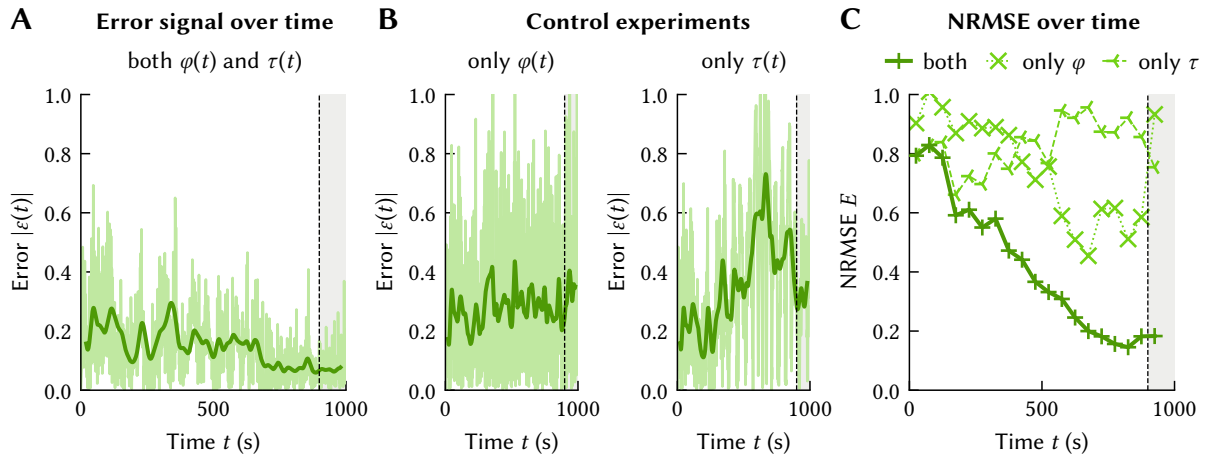 A Error signal over time
both φ(t) and τ(t)
Error |ε(t)|
1.0
0.8
0.6
0.4
0.2
0.0
0 500 1000
Time t (s)
B Control experiments
only φ(t)
Error |ε(t)|
1.0
0.8
0.6
0.4
0.2
0.0
0 1000
Time t (s)
only τ(t)
Error |ε(t)|
1.0
0.8
0.6
0.4
0.2
0.0
0 1000
Time t (s)
C NRMSE over time
both only φ only τ
NRMSE E
1.0
0.8
0.6
0.4
0.2
0.0
0 500 1000
Time t (s)